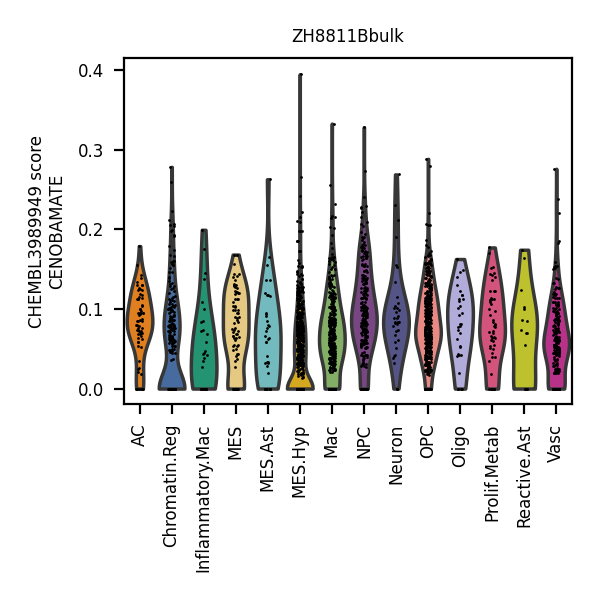 ZH8811Bbulk
CHEMBL3989949 score
CENOBAMATE
0.4
0.3
0.2
0.1
0.0
AC
Chromatin.Reg
Inflammatory.Mac
MES
MES.Ast
MES.Hyp
Mac
NPC
Neuron
OPC
Oligo
Prolif.Metab
Reactive.Ast
Vasc